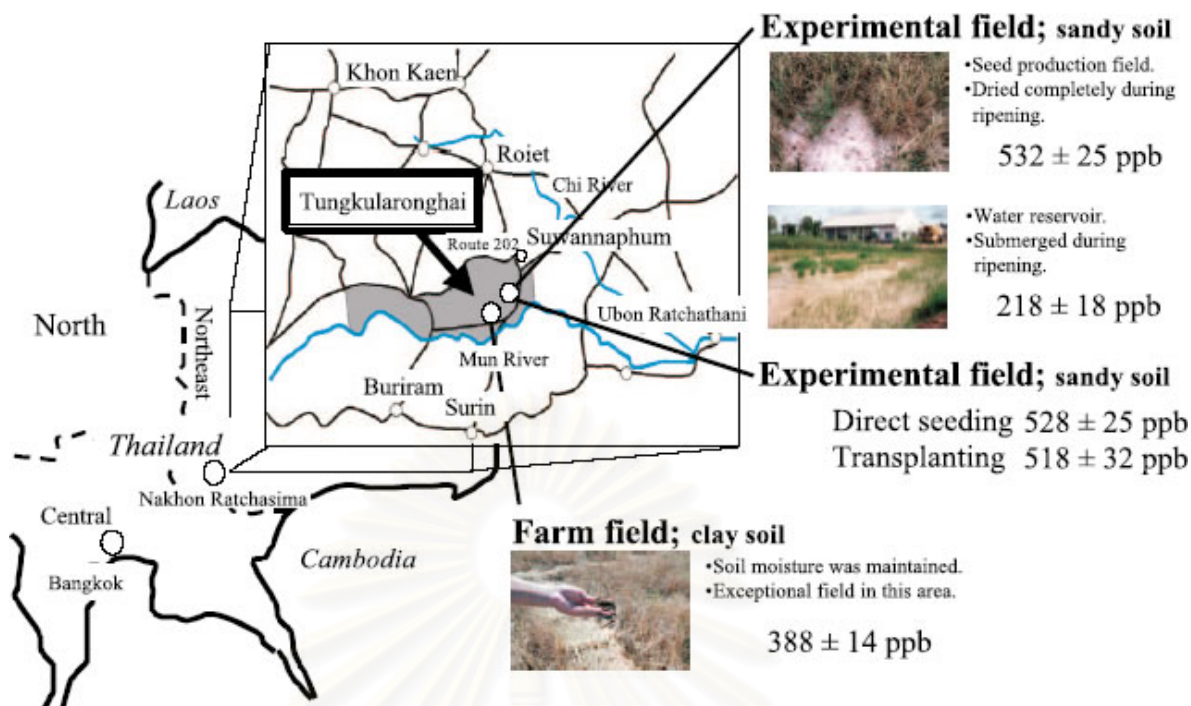 Experimental field; sandy soil
•Seed production field.
•Dried completely during
ripening.
532 ± 25 ppb
•Water reservoir.
•Submerged during
ripening.
218 ± 18 ppb
Experimental field; sandy soil
Direct seeding 528 ± 25 ppb
Transplanting 518 ± 32 ppb
Farm field; clay soil
•Soil moisture was maintained.
•Exceptional field in this area.
388 ± 14 ppb
Khon Kaen
Roiet
Chi River
Tungkularonghai
Route 202
Suwannaphum
Ubon Ratchathani
Mun River
Buriram
Surin
Laos
North
Northeast
Thailand
Nakhon Ratchasima
Central
Bangkok
Cambodia